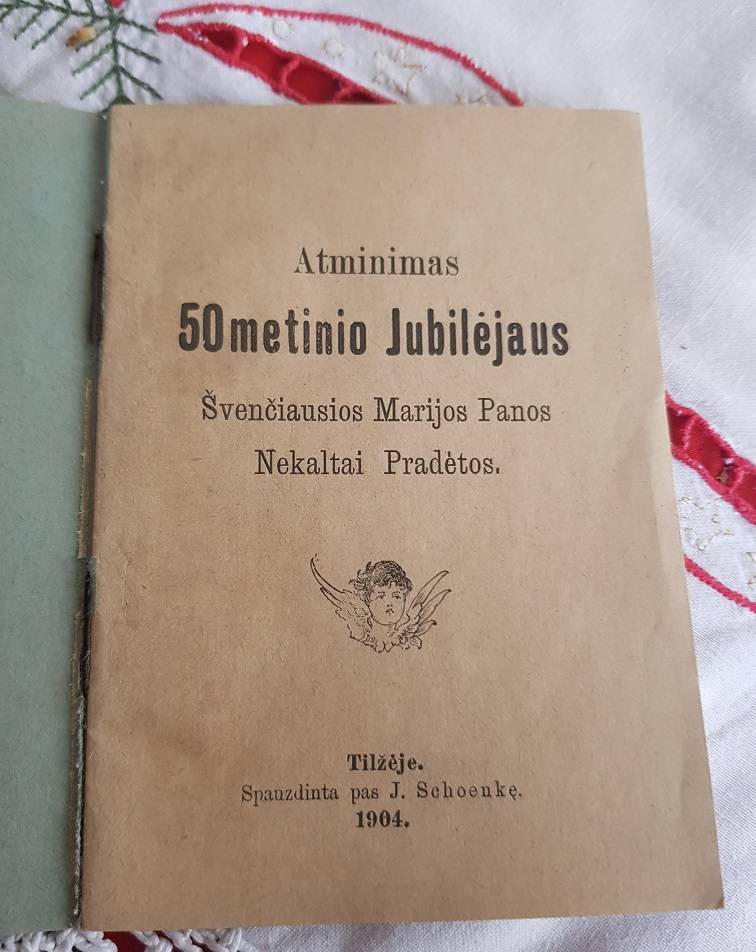 Atminimas
50metinio Jubilėjaus
Švenčiausios Marijos Panos
Nekaltai Pradėtos.
Tilžėje.
Spauzdinta pas J. Schoenkę.
1904.